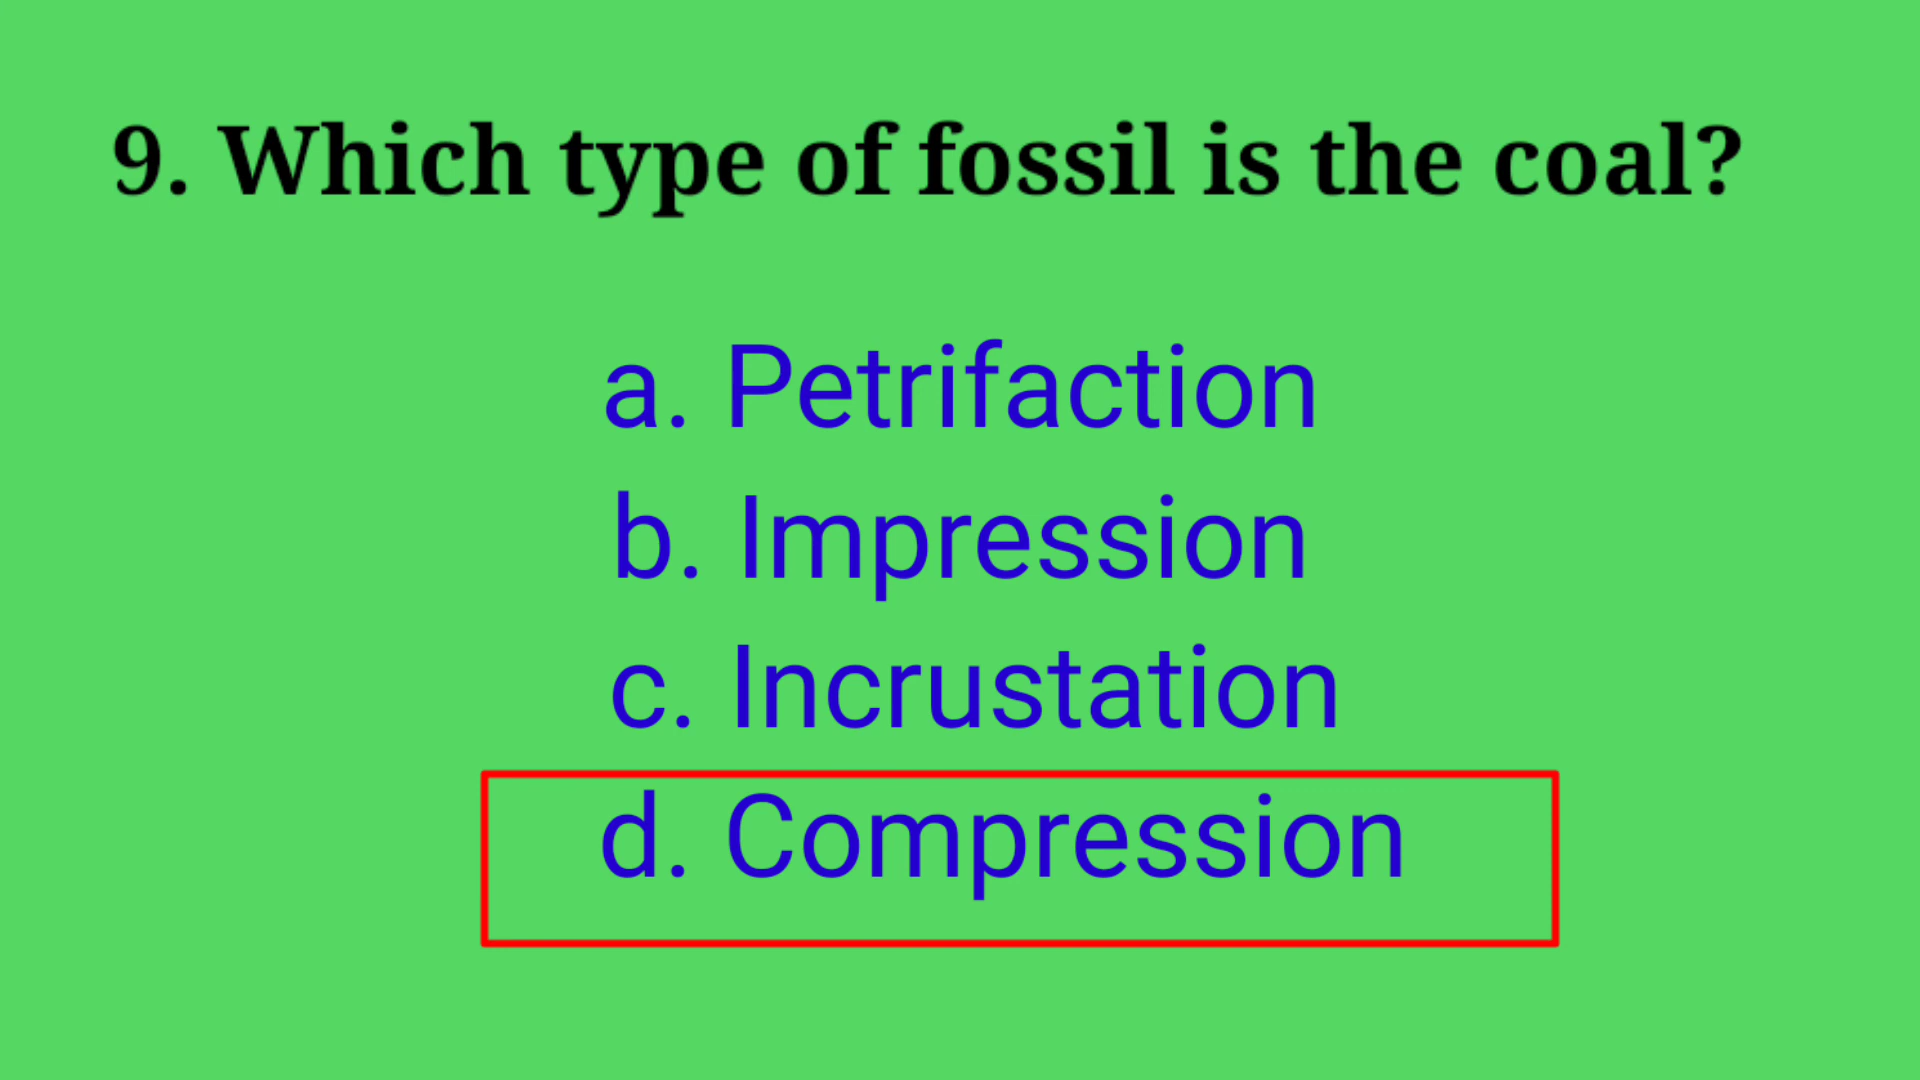 9. Which type of fossil is the coal?
a. Petrifaction
b. Impression
c. Incrustation
d. Compression